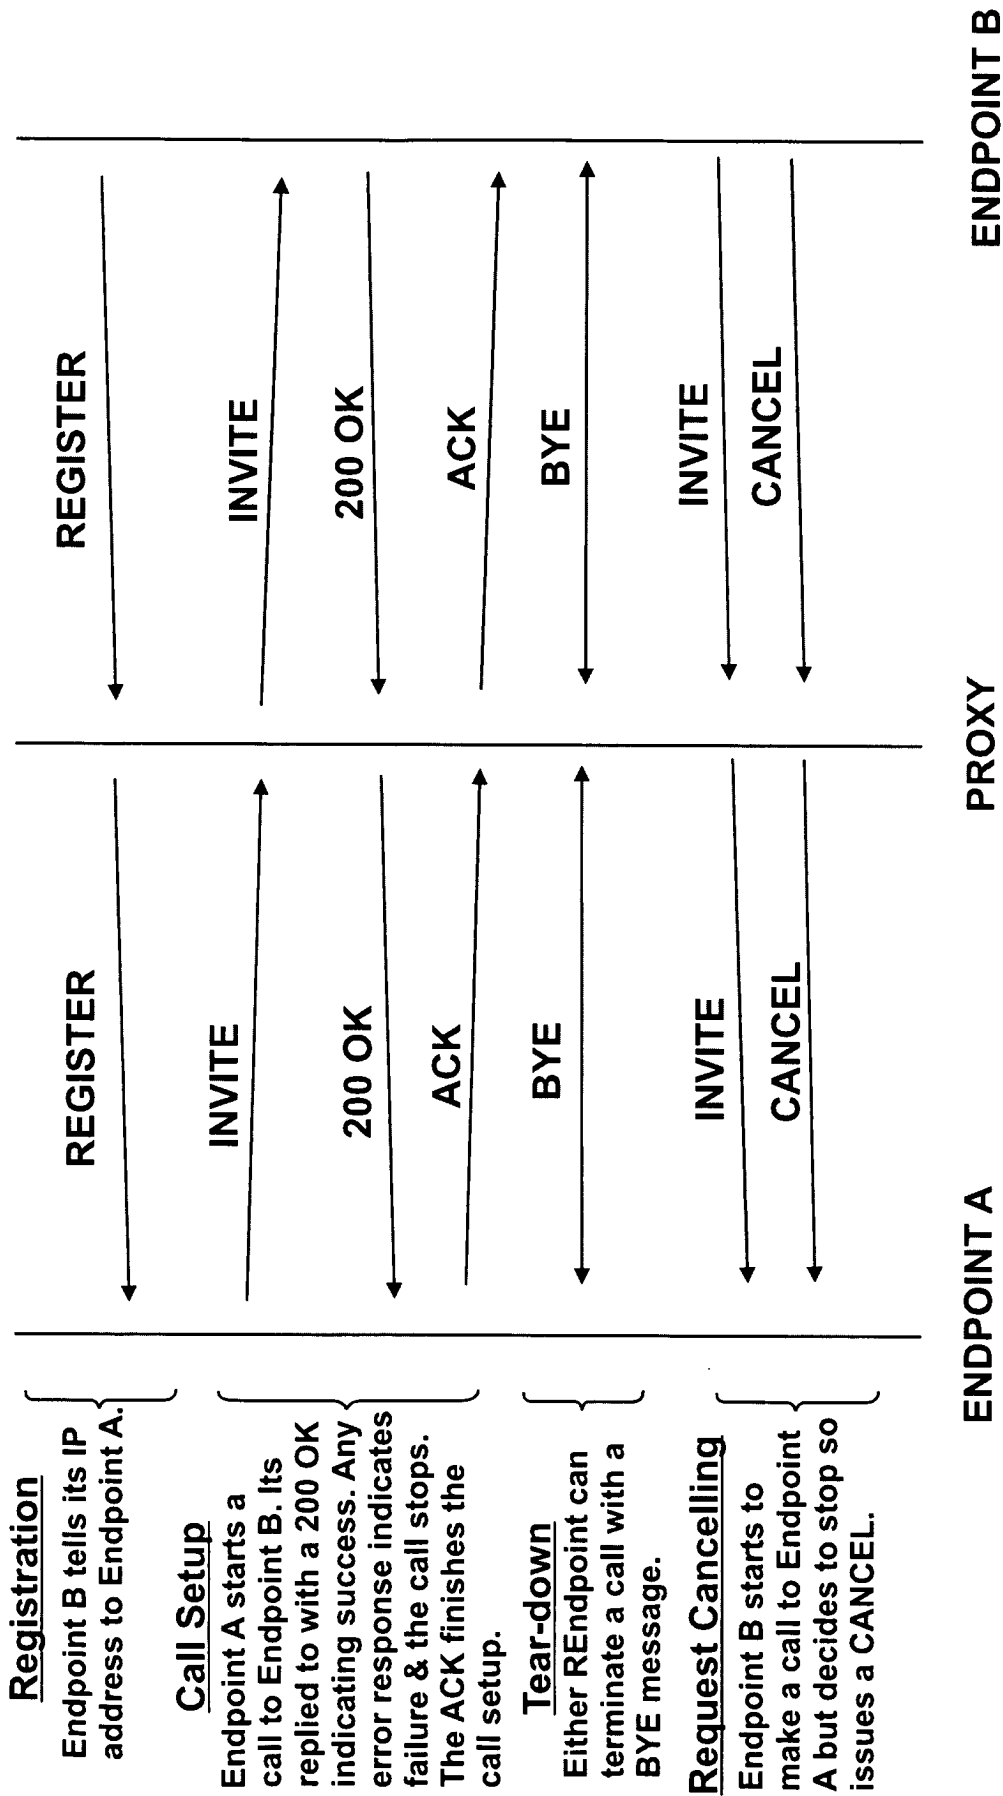 Registration
Endpoint B tells its IP
address to Endpoint A.
Call Setup
Endpoint A starts a
call to Endpoint B. Its
replied to with a 200 OK
indicating success. Any
error response indicates
failure & the call stops.
The ACK finishes the
call setup.
Tear-down
Either REndpoint can
terminate a call with a
BYE message.
Request Cancelling
Endpoint B starts to
make a call to Endpoint
A but decides to stop so
issues a CANCEL.
REGISTER
REGISTER
INVITE
INVITE
200 OK
200 OK
ACK
ACK
BYE
BYE
INVITE
INVITE
CANCEL
CANCEL
ENDPOINT A
PROXY
ENDPOINT B